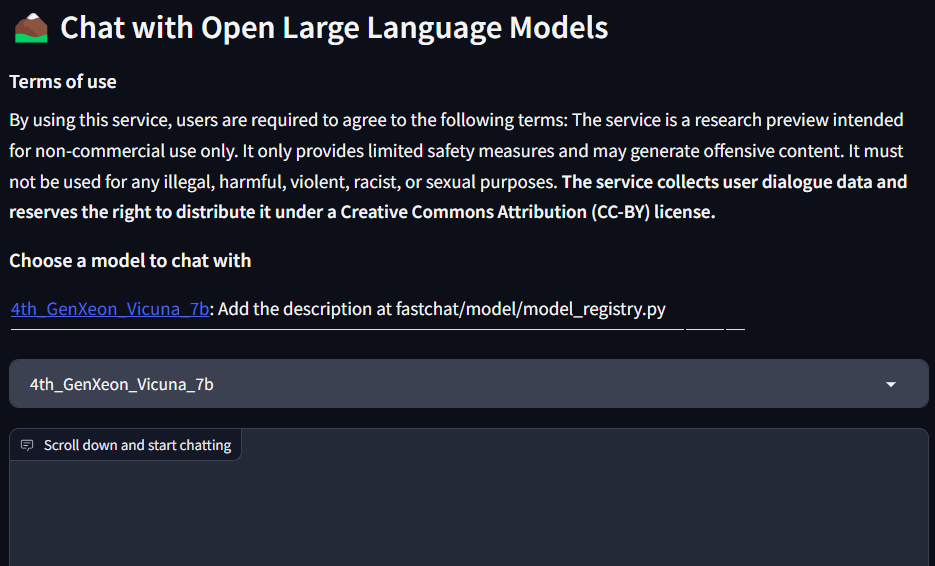 Chat with Open Large Language Models
Terms of use
By using this service, users are required to agree to the following terms: The service is a research preview intended
for non-commercial use only. It only provides limited safety measures and may generate offensive content. It must
not be used for any illegal, harmful, violent, racist, or sexual purposes. The service collects user dialogue data and
reserves the right to distribute it under a Creative Commons Attribution (CC-BY) license.
Choose a model to chat with
4th_GenXeon_Vicuna_7b: Add the description at fastchat/model/model_registry.py
4th_GenXeon_Vicuna_7b
Scroll down and start chatting